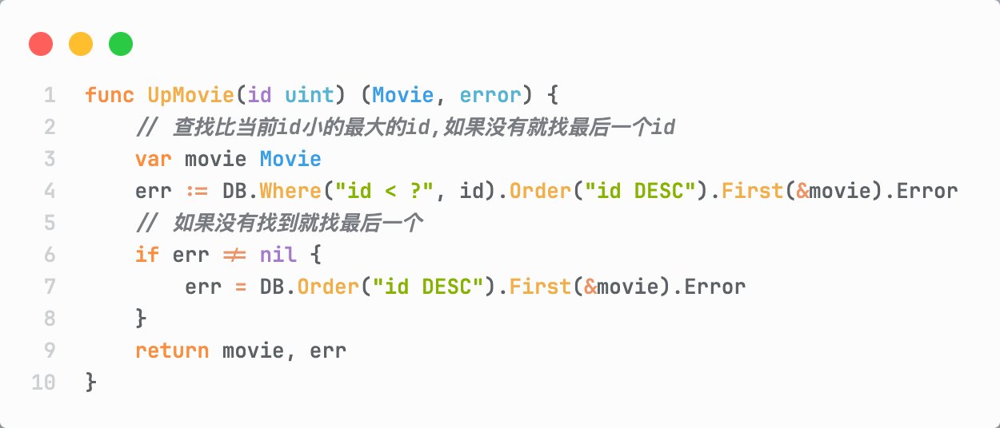 1 func UpMovie(id uint) (Movie, error) {
2 // 查找比当前id小的最大的id,如果没有就找最后一个id
3 var movie Movie
4 err := DB.Where("id < ?", id).Order("id DESC").First(&movie).Error
5 // 如果没有找到就找最后一个
6 if err != nil {
7 err = DB.Order("id DESC").First(&movie).Error
8 }
9 return movie, err
10 }